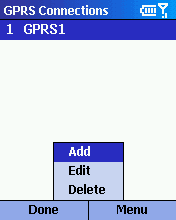 GPRS Connections
1 GPRS1
Add
Edit
Delete
Done Menu